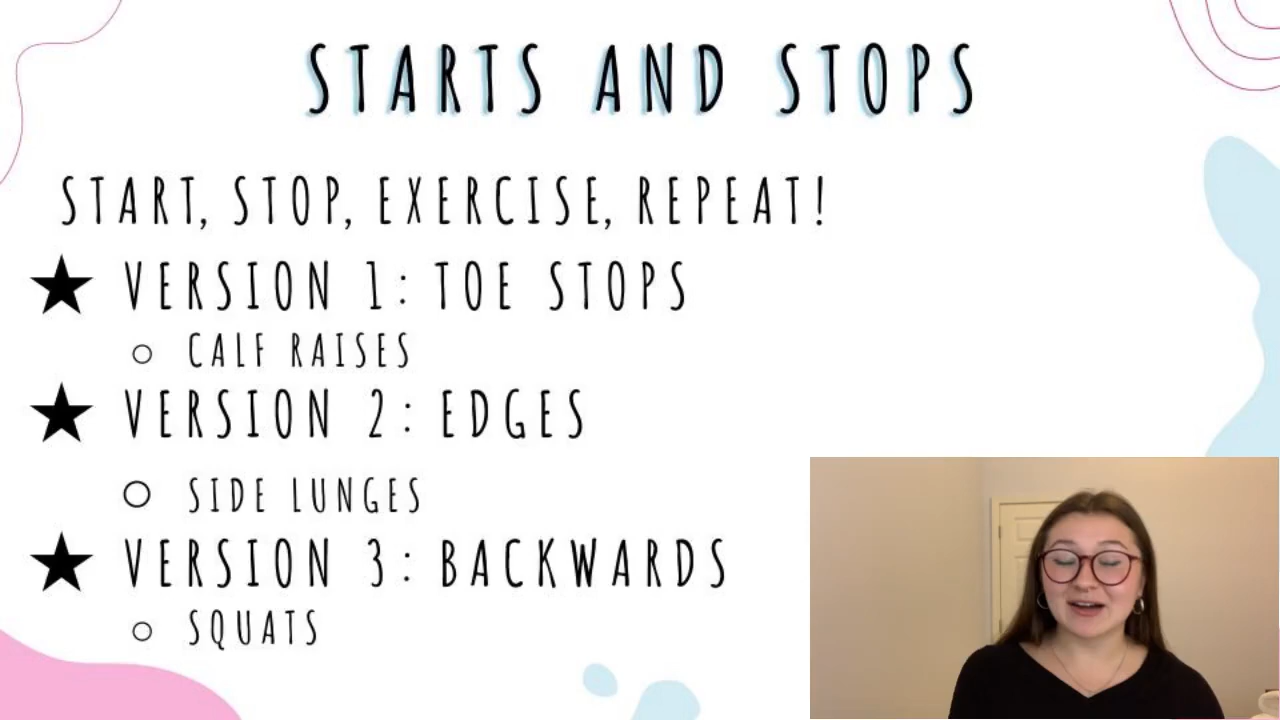 STARTS AND STOPS
START, STOP, EXERCISE, REPEAT!
★ VERSION 1: TOE STOPS
○ CALF RAISES
★ VERSION 2: EDGES
○ SIDE LUNGES
★ VERSION 3: BACKWARDS
○ SQUATS